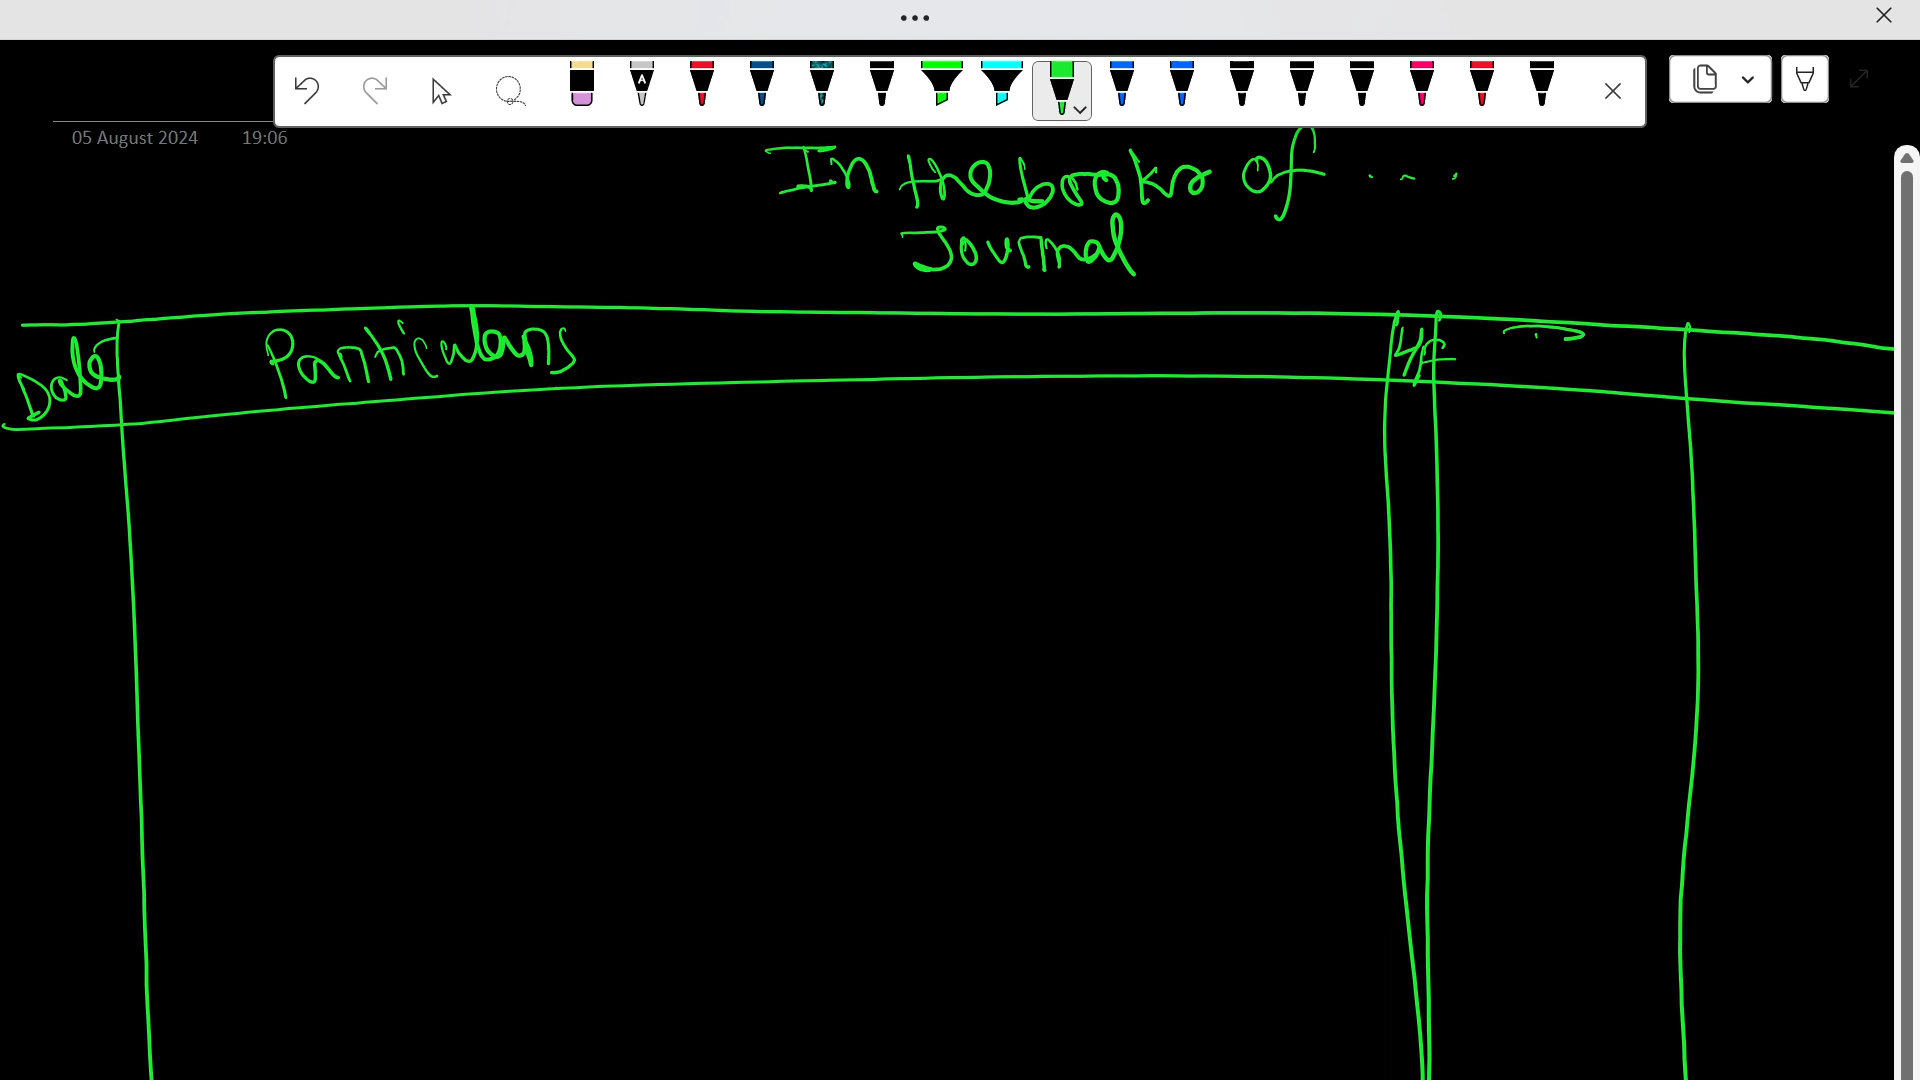 05 August 2024 19:06
In the books of ....
Journal
Date Particulars L/F